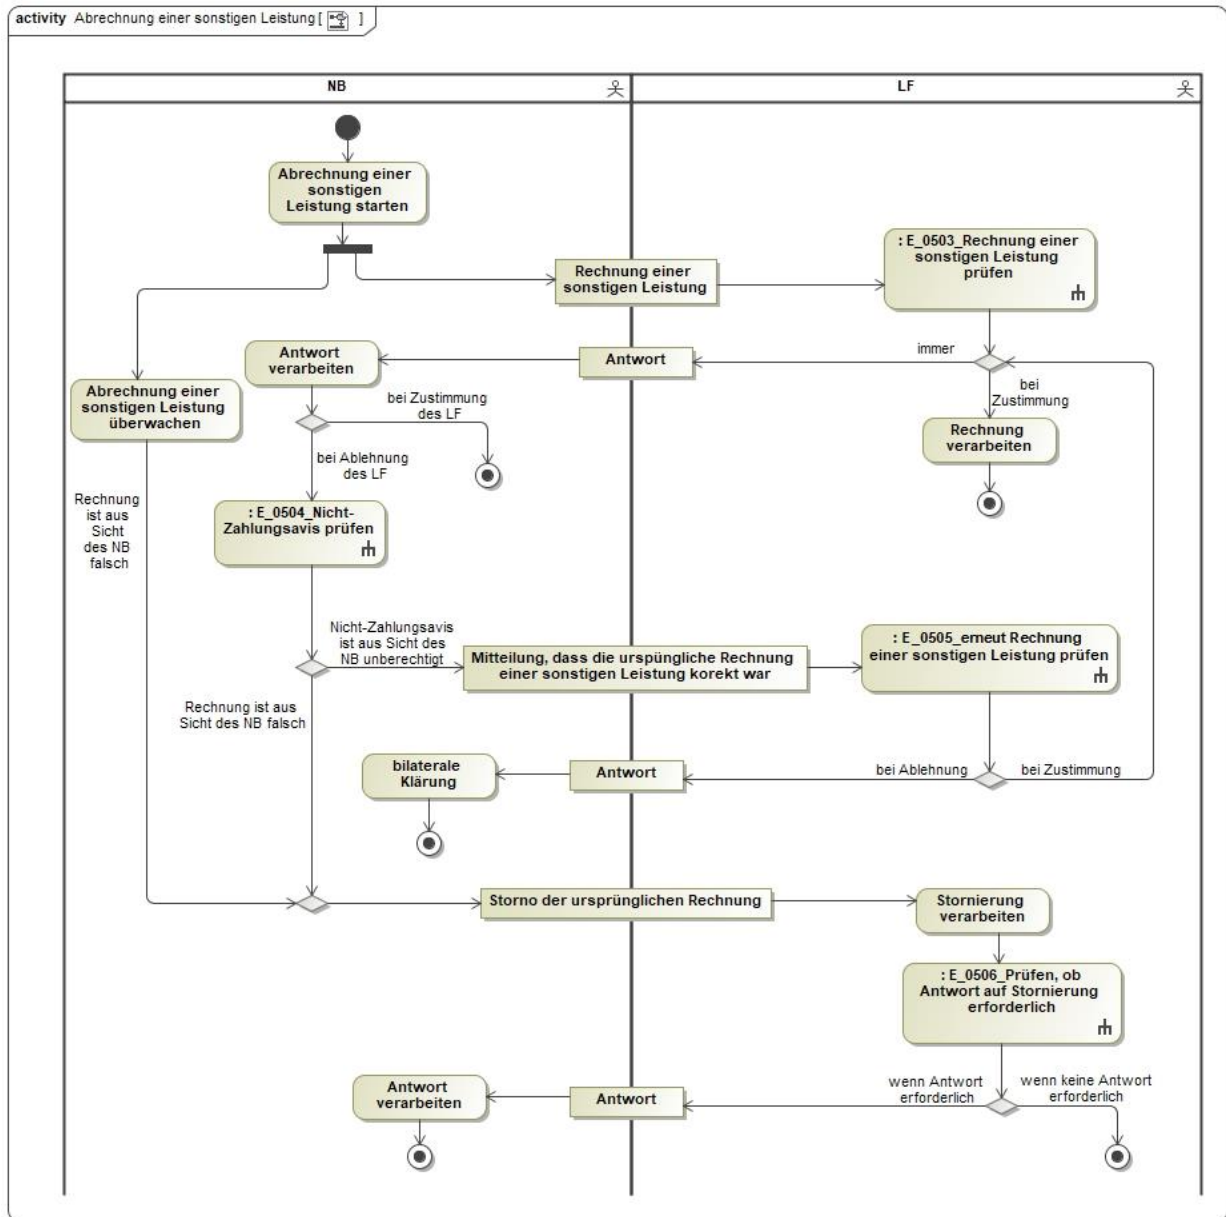 activity Abrechnung einer sonstigen Leistung [ ]
NB
LF
Abrechnung einer
sonstigen
Leistung starten
: E_0503_Rechnung einer
sonstigen Leistung
prüfen
Rechnung einer
sonstigen Leistung
immer
Antwort
verarbeiten
Antwort
bei
Zustimmung
Abrechnung einer
sonstigen Leistung
überwachen
bei Zustimmung
des LF
Rechnung
verarbeiten
bei Ablehnung
des LF
Rechnung
ist aus
Sicht
des NB
falsch
: E_0504_Nicht-
Zahlungsavis prüfen
Nicht-Zahlungsavis
ist aus Sicht des
NB unberechtigt
Mitteilung, dass die urspüngliche Rechnung
einer sonstigen Leistung korekt war
: E_0505_erneut Rechnung
einer sonstigen Leistung prüfen
Rechnung ist aus
Sicht des NB falsch
bilaterale
Klärung
Antwort
bei Ablehnung
bei Zustimmung
Storno der ursprünglichen Rechnung
Stornierung
verarbeiten
: E_0506_Prüfen, ob
Antwort auf Stornierung
erforderlich
Antwort
verarbeiten
Antwort
wenn Antwort
erforderlich
wenn keine Antwort
erforderlich